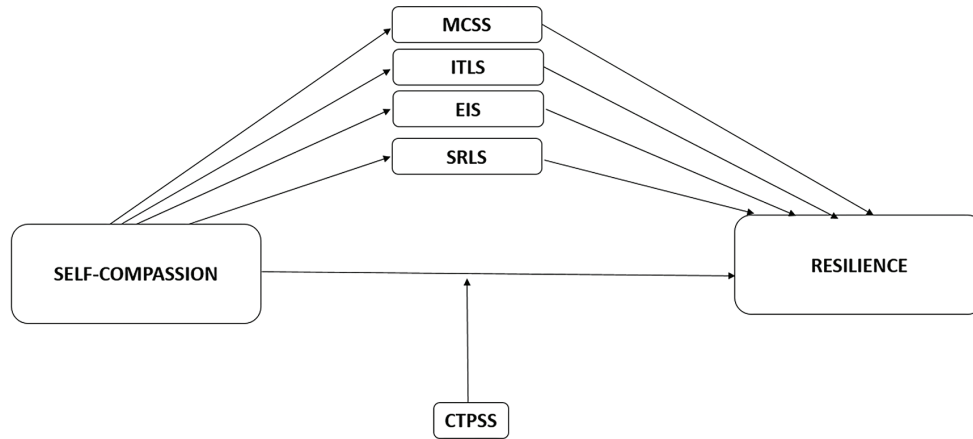 MCSS
ITLS
EIS
SRLS
SELF-COMPASSION
RESILIENCE
CTPSS